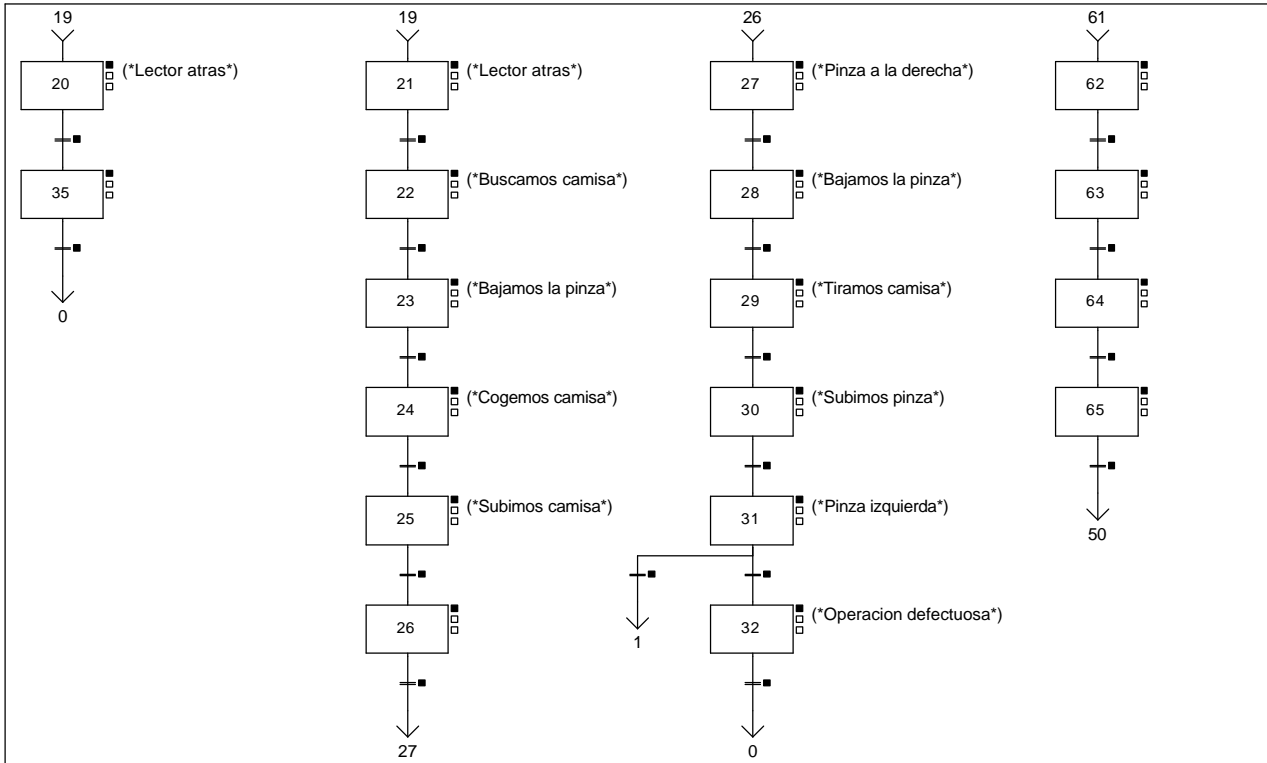 19
20
(*Lector atras*)
35
0
19
21
(*Lector atras*)
22
(*Buscamos camisa*)
23
(*Bajamos la pinza*)
24
(*Cogemos camisa*)
25
(*Subimos camisa*)
26
27
26
27
(*Pinza a la derecha*)
28
(*Bajamos la pinza*)
29
(*Tiramos camisa*)
30
(*Subimos pinza*)
31
(*Pinza izquierda*)
1
32
(*Operacion defectuosa*)
0
61
62
63
64
65
50